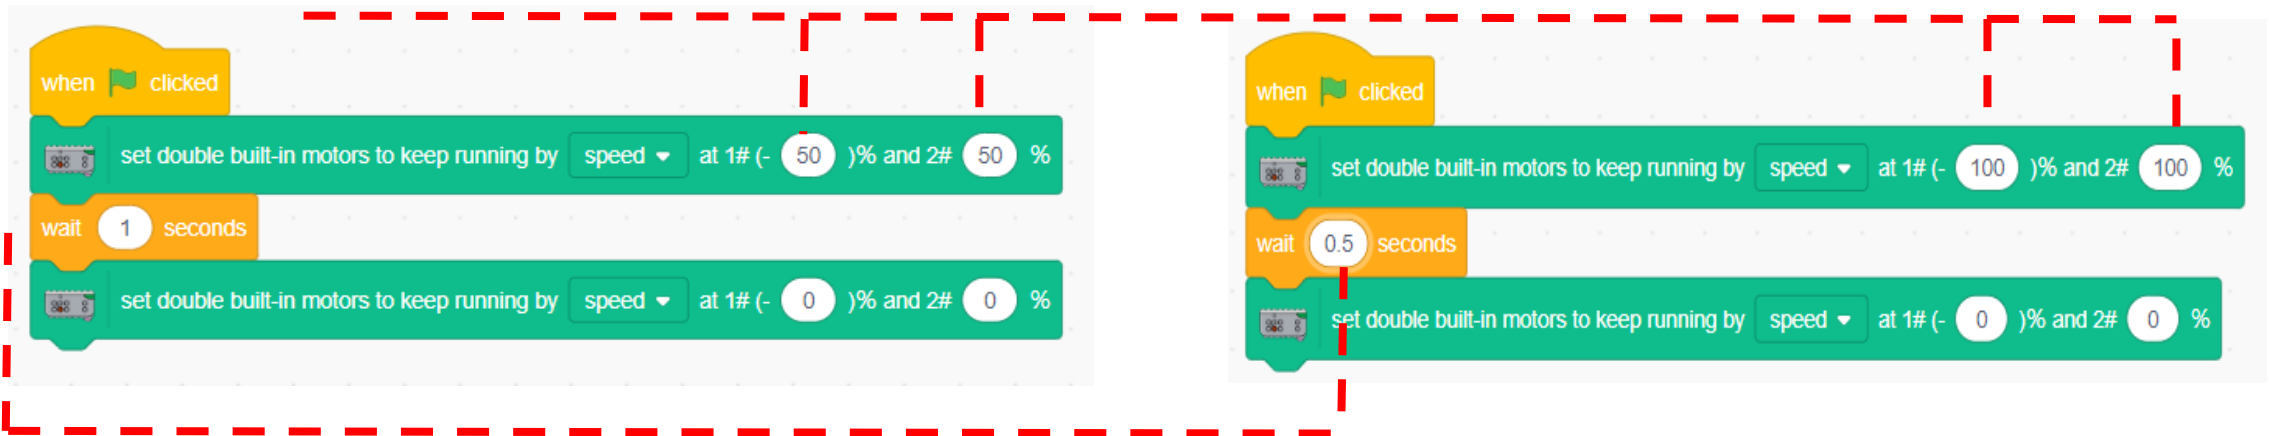 when clicked
set double built-in motors to keep running by speed at 1# (- 50 )% and 2# 50 %
wait 1 seconds
set double built-in motors to keep running by speed at 1# (- 0 )% and 2# 0 %
when clicked
set double built-in motors to keep running by speed at 1# (- 100 )% and 2# 100 %
wait 0.5 seconds
set double built-in motors to keep running by speed at 1# (- 0 )% and 2# 0 %